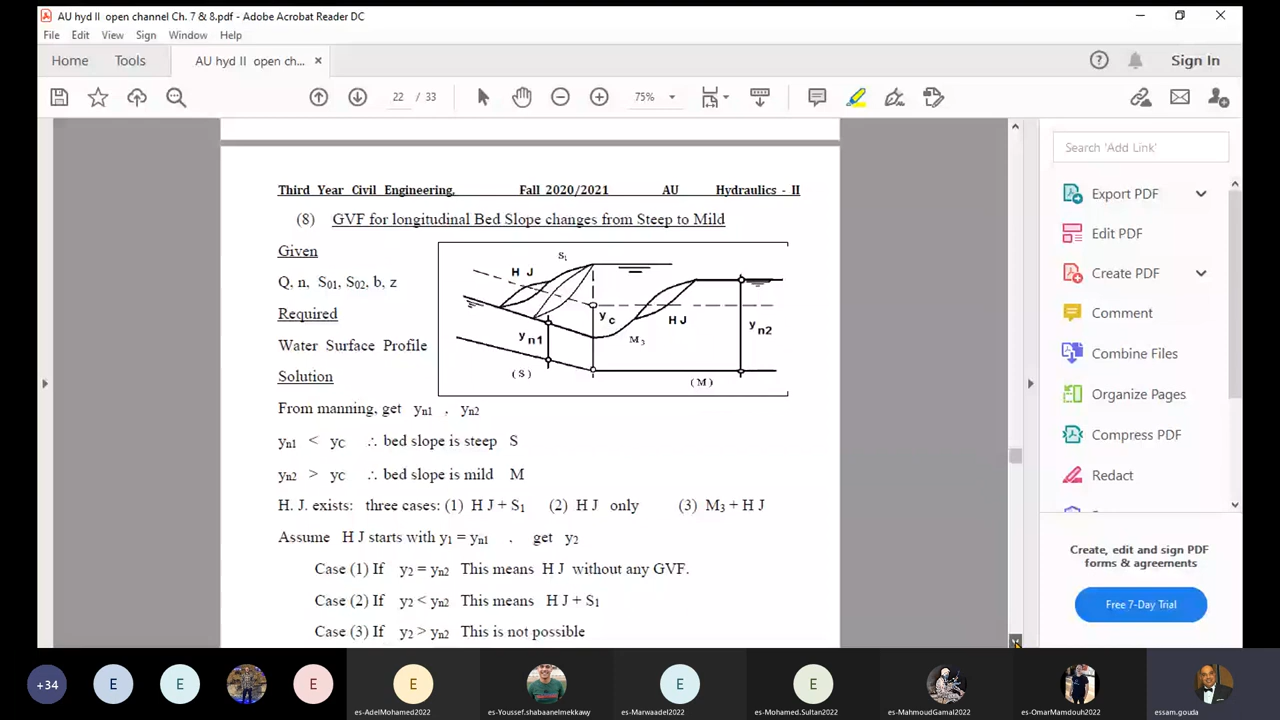 AU hyd II open channel Ch. 7 & 8.pdf - Adobe Acrobat Reader DC
File Edit View Sign Window Help
Home Tools AU hyd II open ch... × Sign In
22 / 33 75% Search 'Add Link'
Third Year Civil Engineering, Fall 2020/2021 AU Hydraulics - II
(8) GVF for longitudinal Bed Slope changes from Steep to Mild
Given
Q, n, S01, S02, b, z
Required
Water Surface Profile
Solution
S1
H J
yc
H J
yn1
M3
yn2
(S)
(M)
From manning, get yn1 , yn2
yn1 < yC ∴ bed slope is steep S
yn2 > yC ∴ bed slope is mild M
H. J. exists: three cases: (1) H J + S1 (2) H J only (3) M3 + H J
Assume H J starts with y1 = yn1 , get y2
Case (1) If y2 = yn2 This means H J without any GVF.
Case (2) If y2 < yn2 This means H J + S1
Case (3) If y2 > yn2 This is not possible
Export PDF
Edit PDF
Create PDF
Comment
Combine Files
Organize Pages
Compress PDF
Redact
Create, edit and sign PDF
forms & agreements
Free 7-Day Trial
+34 E E E E E E
es-AdelMohamed2022 es-Youssef.shabaanelmekkawy es-Marwaadel2022 es-Mohamed.Sultan2022 es-MahmoudGamal2022 es-OmarMamdouh2022 essam.gouda